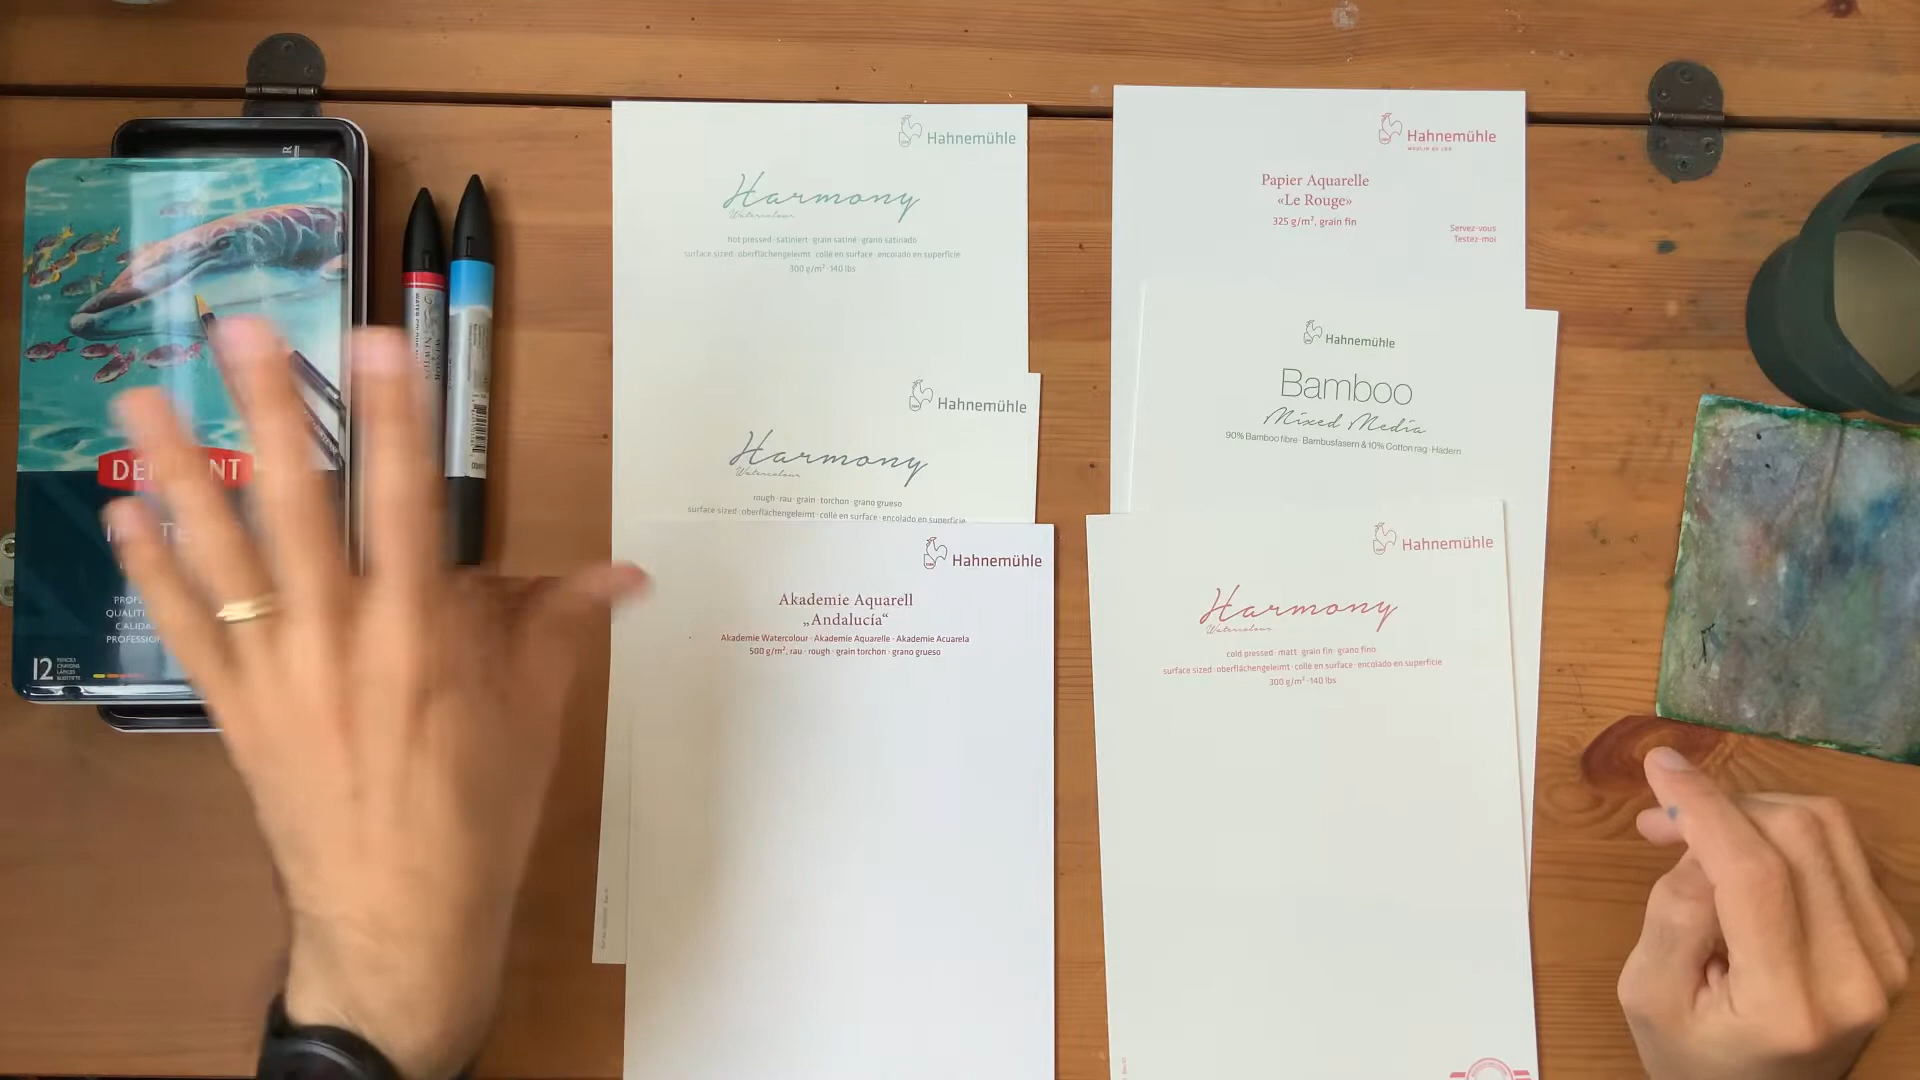 DE NT
12
Hahnemühle
Harmony
Watercolour
hot pressed · satiniert · grain satiné · grano satinado
surface sized · oberflächengeleimt · collé en surface · encolado en superficie
300 g/m² · 140 lbs
Hahnemühle
Harmony
Watercolour
rough · rau · grain · torchon · grano grueso
surface sized · oberflächengeleimt · collé en surface · encolado en superficie
Hahnemühle
Akademie Aquarell
„Andalucía“
Akademie Watercolour · Akademie Aquarelle · Akademie Acuarela
500 g/m², rau · rough · grain torchon · grano grueso
Hahnemühle
Papier Aquarelle
«Le Rouge»
325 g/m², grain fin
Servez-vous
Testez-moi
Hahnemühle
Bamboo
Mixed Media
90% Bamboo fibre · Bambusfasern & 10% Cotton rag · Hadern
Hahnemühle
Harmony
Watercolour
cold pressed · matt · grain fin · grano fino
surface sized · oberflächengeleimt · collé en surface · encolado en superficie
300 g/m² · 140 lbs